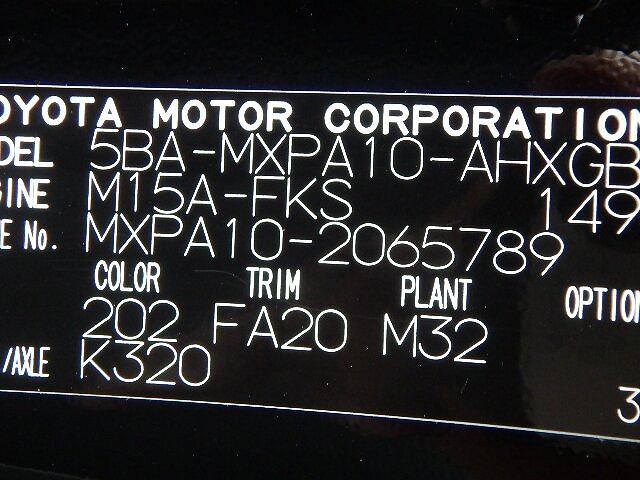 OYOTA MOTOR CORPORATION
DEL 5BA-MXPA10-AHXGB
GINE M15A-FKS 149
E No. MXPA10-2065789
COLOR TRIM PLANT OPTION
202 FA20 M32
/AXLE K320
3